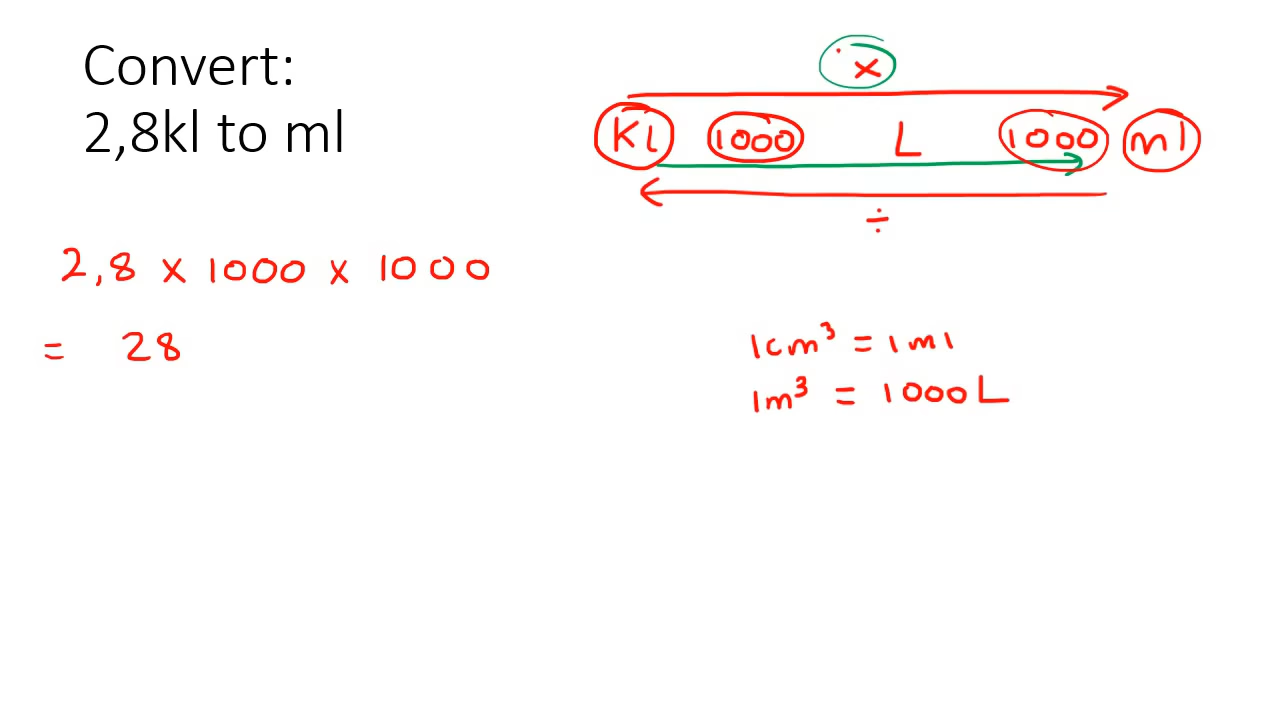 Convert:
2,8kl to ml
x
Kl 1000 L 1000 ml
÷
2,8 x 1000 x 1000
= 28
1cm³ = 1ml
1m³ = 1000L